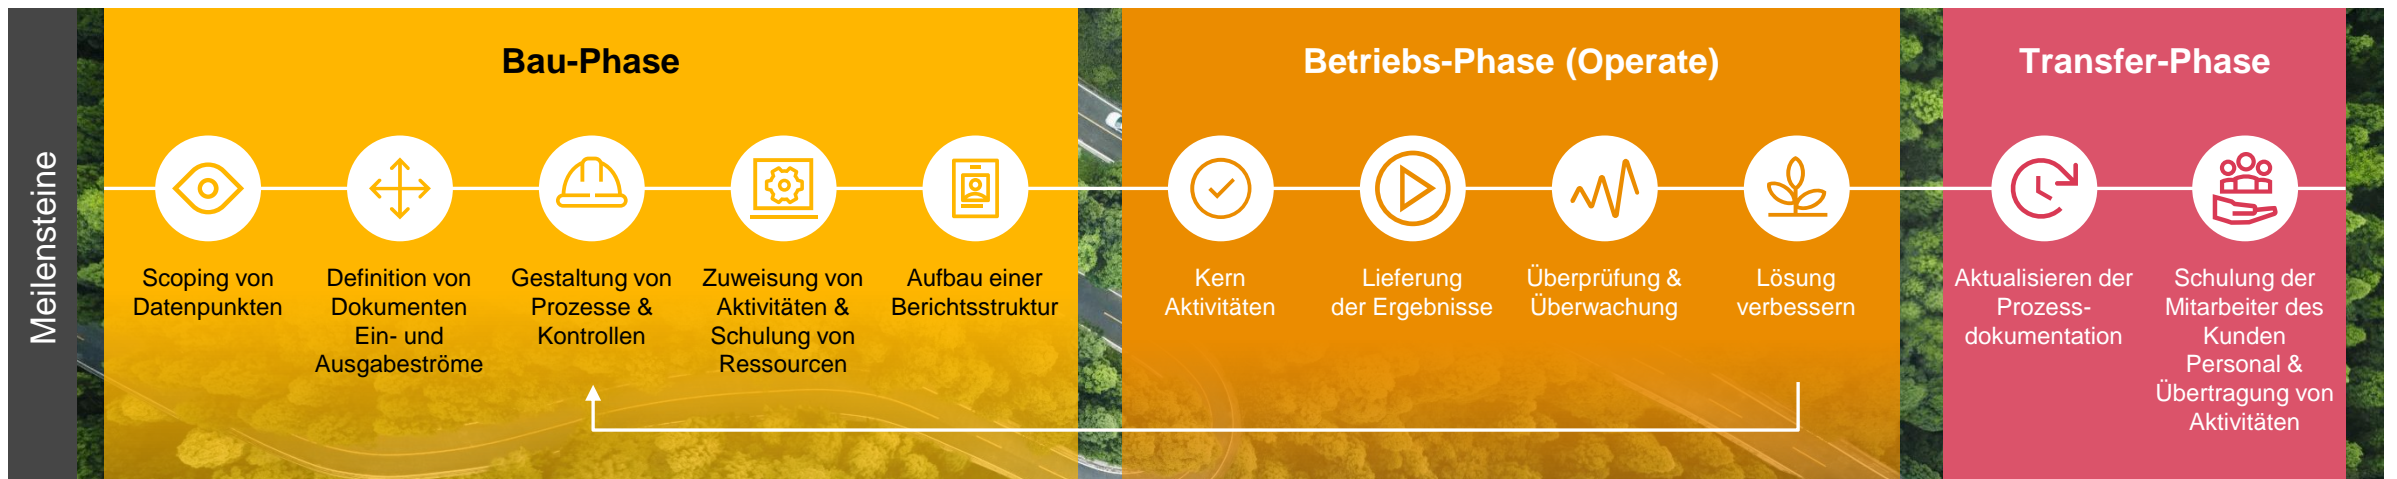 Meilensteine
Bau-Phase
Scoping von
Datenpunkten
Definition von
Dokumenten
Ein- und
Ausgabeströme
Gestaltung von
Prozesse &
Kontrollen
Zuweisung von
Aktivitäten &
Schulung von
Ressourcen
Aufbau einer
Berichtsstruktur
Betriebs-Phase (Operate)
Kern
Aktivitäten
Lieferung
der Ergebnisse
Überprüfung &
Überwachung
Lösung
verbessern
Transfer-Phase
Aktualisieren der
Prozess-
dokumentation
Schulung der
Mitarbeiter des
Kunden
Personal &
Übertragung von
Aktivitäten